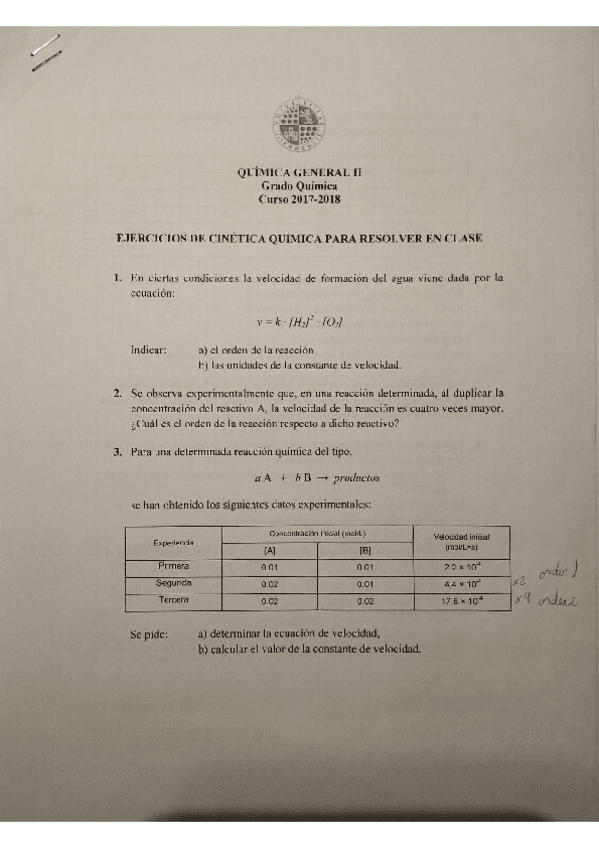 QUÍMICA GENERAL II
Grado Química
Curso 2017-2018
EJERCICIOS DE CINÉTICA QUÍMICA PARA RESOLVER EN CLASE
1. En ciertas condiciones la velocidad de formación del agua viene dada por la
ecuación:
v = k · [H₂]² · [O₂]
Indicar: a) el orden de la reacción
b) las unidades de la constante de velocidad.
2. Se observa experimentalmente que, en una reacción determinada, al duplicar la
concentración del reactivo A, la velocidad de la reacción es cuatro veces mayor.
¿Cuál es el orden de la reacción respecto a dicho reactivo?
3. Para una determinada reacción química del tipo,
a A + b B → productos
se han obtenido los siguientes datos experimentales:
Experiencia Concentración inicial (mol/L) Velocidad inicial (mol/L×s)
[A] [B]
Primera 0.01 0.01 2.2 × 10⁻⁴
Segunda 0.02 0.01 4.4 × 10⁻⁴ x2 orden 1
Tercera 0.02 0.02 17.6 × 10⁻⁴ x4 orden 2
Se pide: a) determinar la ecuación de velocidad,
b) calcular el valor de la constante de velocidad.